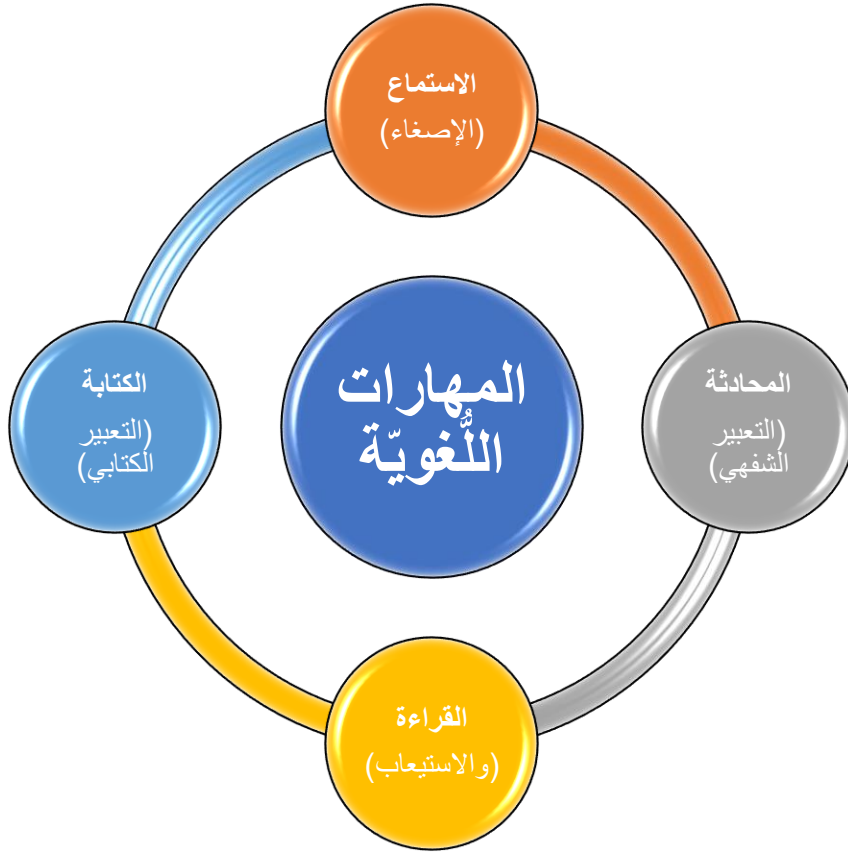 الاستماع
(الإصغاء)
المحادثة
(التعبير
الشفهي)
المهارات
اللُّغويّة
الكتابة
(التعبير
الكتابي)
القراءة
(والاستيعاب)